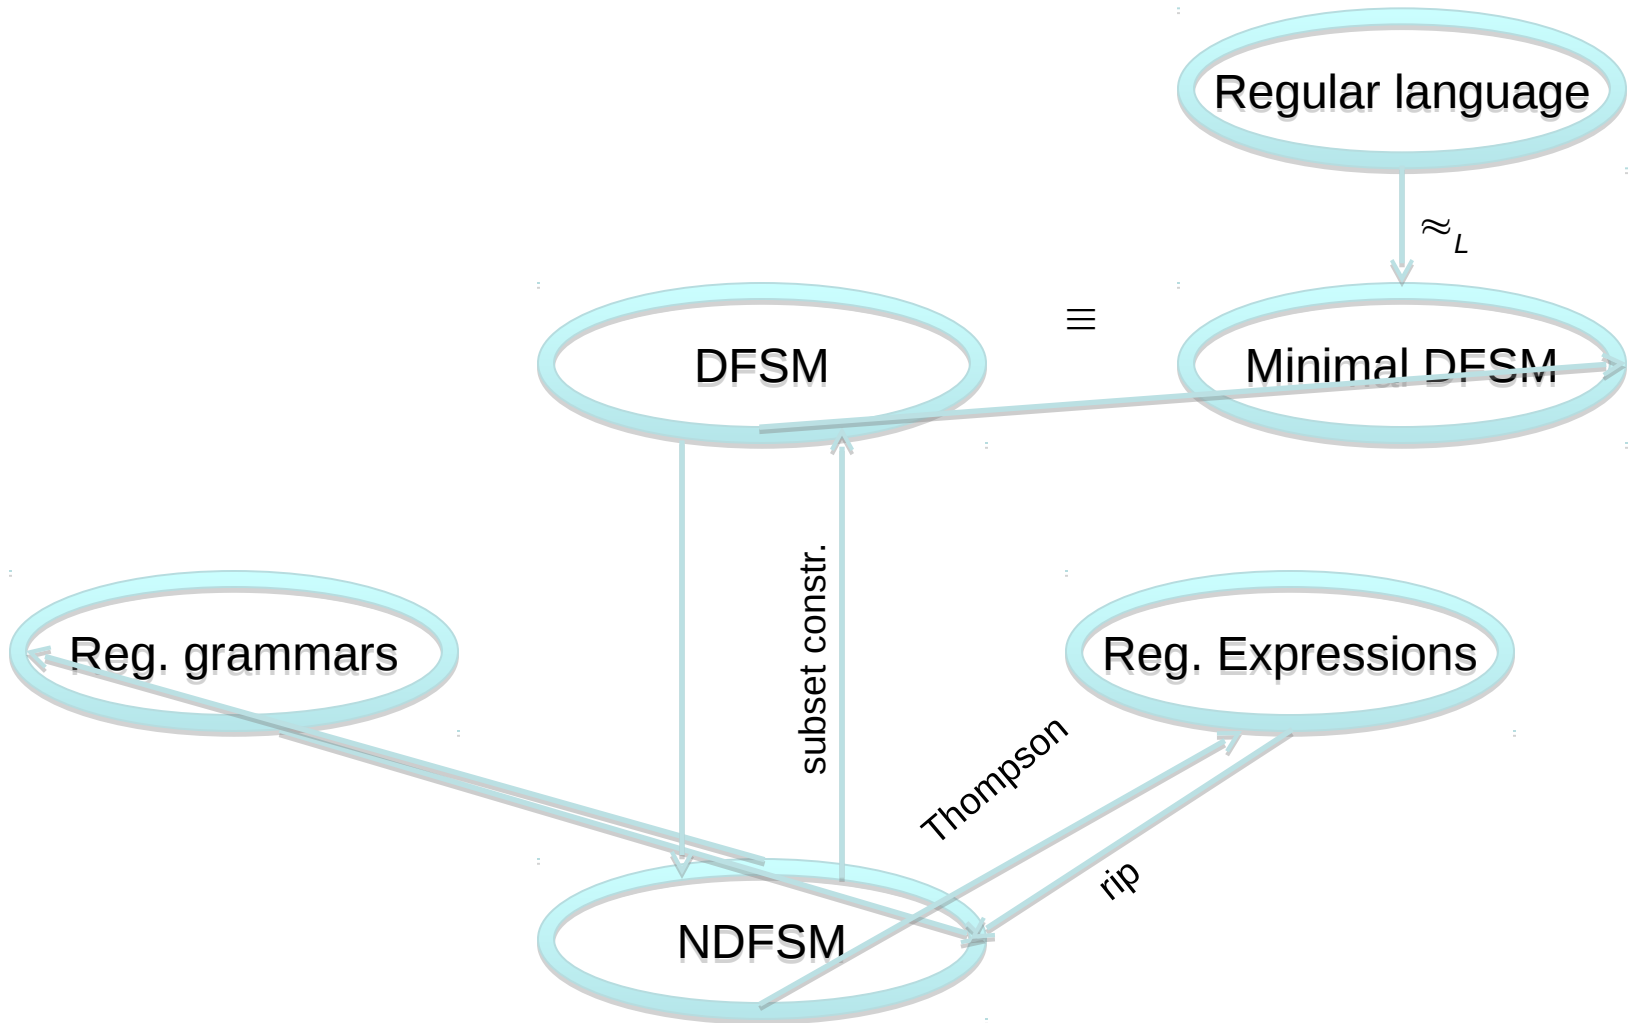 Regular language
≈L
≡
DFSM
Minimal DFSM
subset constr.
Reg. grammars
Reg. Expressions
Thompson
rip
NDFSM